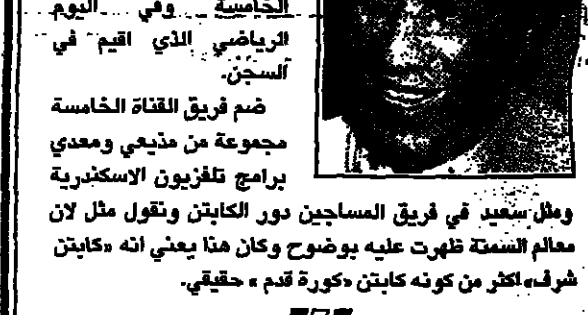 الخامسة وفي اليوم
الرياضي الذي اقيم في
السجن.
ضم فريق القناة الخامسة
مجموعة من مذيعي ومعدي
برامج تلفزيون الاسكندرية
ومثل سعيد في فريق المساجين دور الكابتن ونقول مثل لان
معالم السمنة ظهرت عليه بوضوح وكان هذا يعني انه «كابتن
شرف» اكثر من كونه كابتن «كورة قدم» حقيقي.